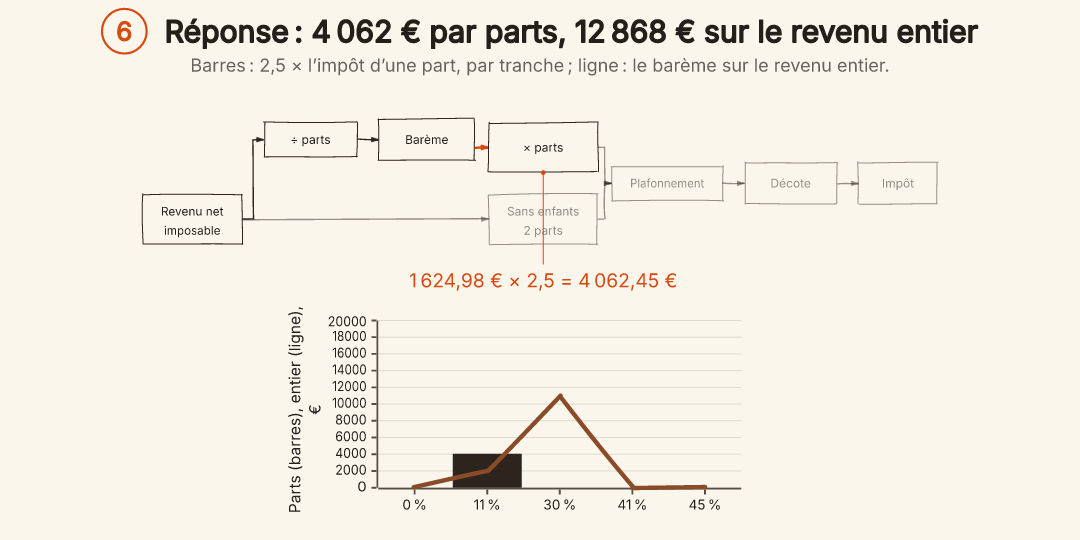 6
Réponse : 4 062 € par parts, 12 868 € sur le revenu entier
Barres : 2,5 × l’impôt d’une part, par tranche ; ligne : le barème sur le revenu entier.
÷ parts
Barème
× parts
Plafonnement
Décote
Impôt
Revenu net
imposable
Sans enfants
2 parts
1 624,98 € × 2,5 = 4 062,45 €
Parts (barres), entier (ligne),
€
20000
18000
16000
14000
12000
10000
8000
6000
4000
2000
0
0 %
11 %
30 %
41 %
45 %